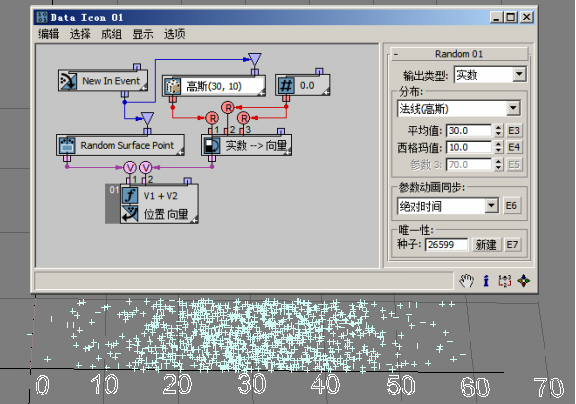 Data Icon 01
编辑 选择 成组 显示 选项
New In Event
高斯(30, 10)
0.0
R R R
1 2 3
Random Surface Point
实数 --> 向量
V V
1 2
01
V1 + V2
位置 向量
Random 01
输出类型: 实数
分布:
法线(高斯)
平均值: 30.0 E3
西格玛值: 10.0 E4
参数 3: 70.0 E5
参数动画同步:
绝对时间 E6
唯一性:
种子: 26599 新建 E7
0 10 20 30 40 50 60 70